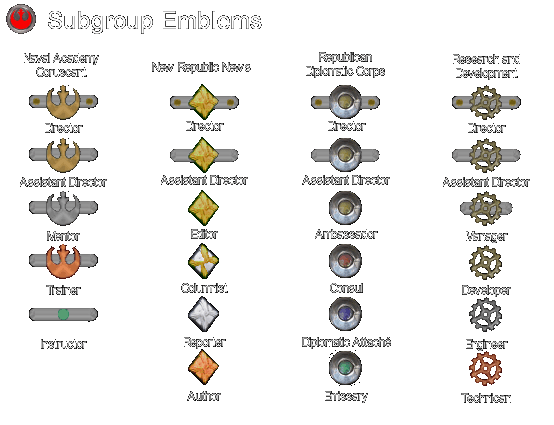 Subgroup Emblems
Naval Academy
Coruscant
New Republic News
Republican
Diplomatic Corps
Research and
Development
Director
Director
Director
Director
Assistant Director
Assistant Director
Assistant Director
Assistant Director
Mentor
Editor
Ambassador
Manager
Trainer
Columnist
Consul
Developer
Instructor
Reporter
Diplomatic Attaché
Engineer
Author
Emissary
Technician